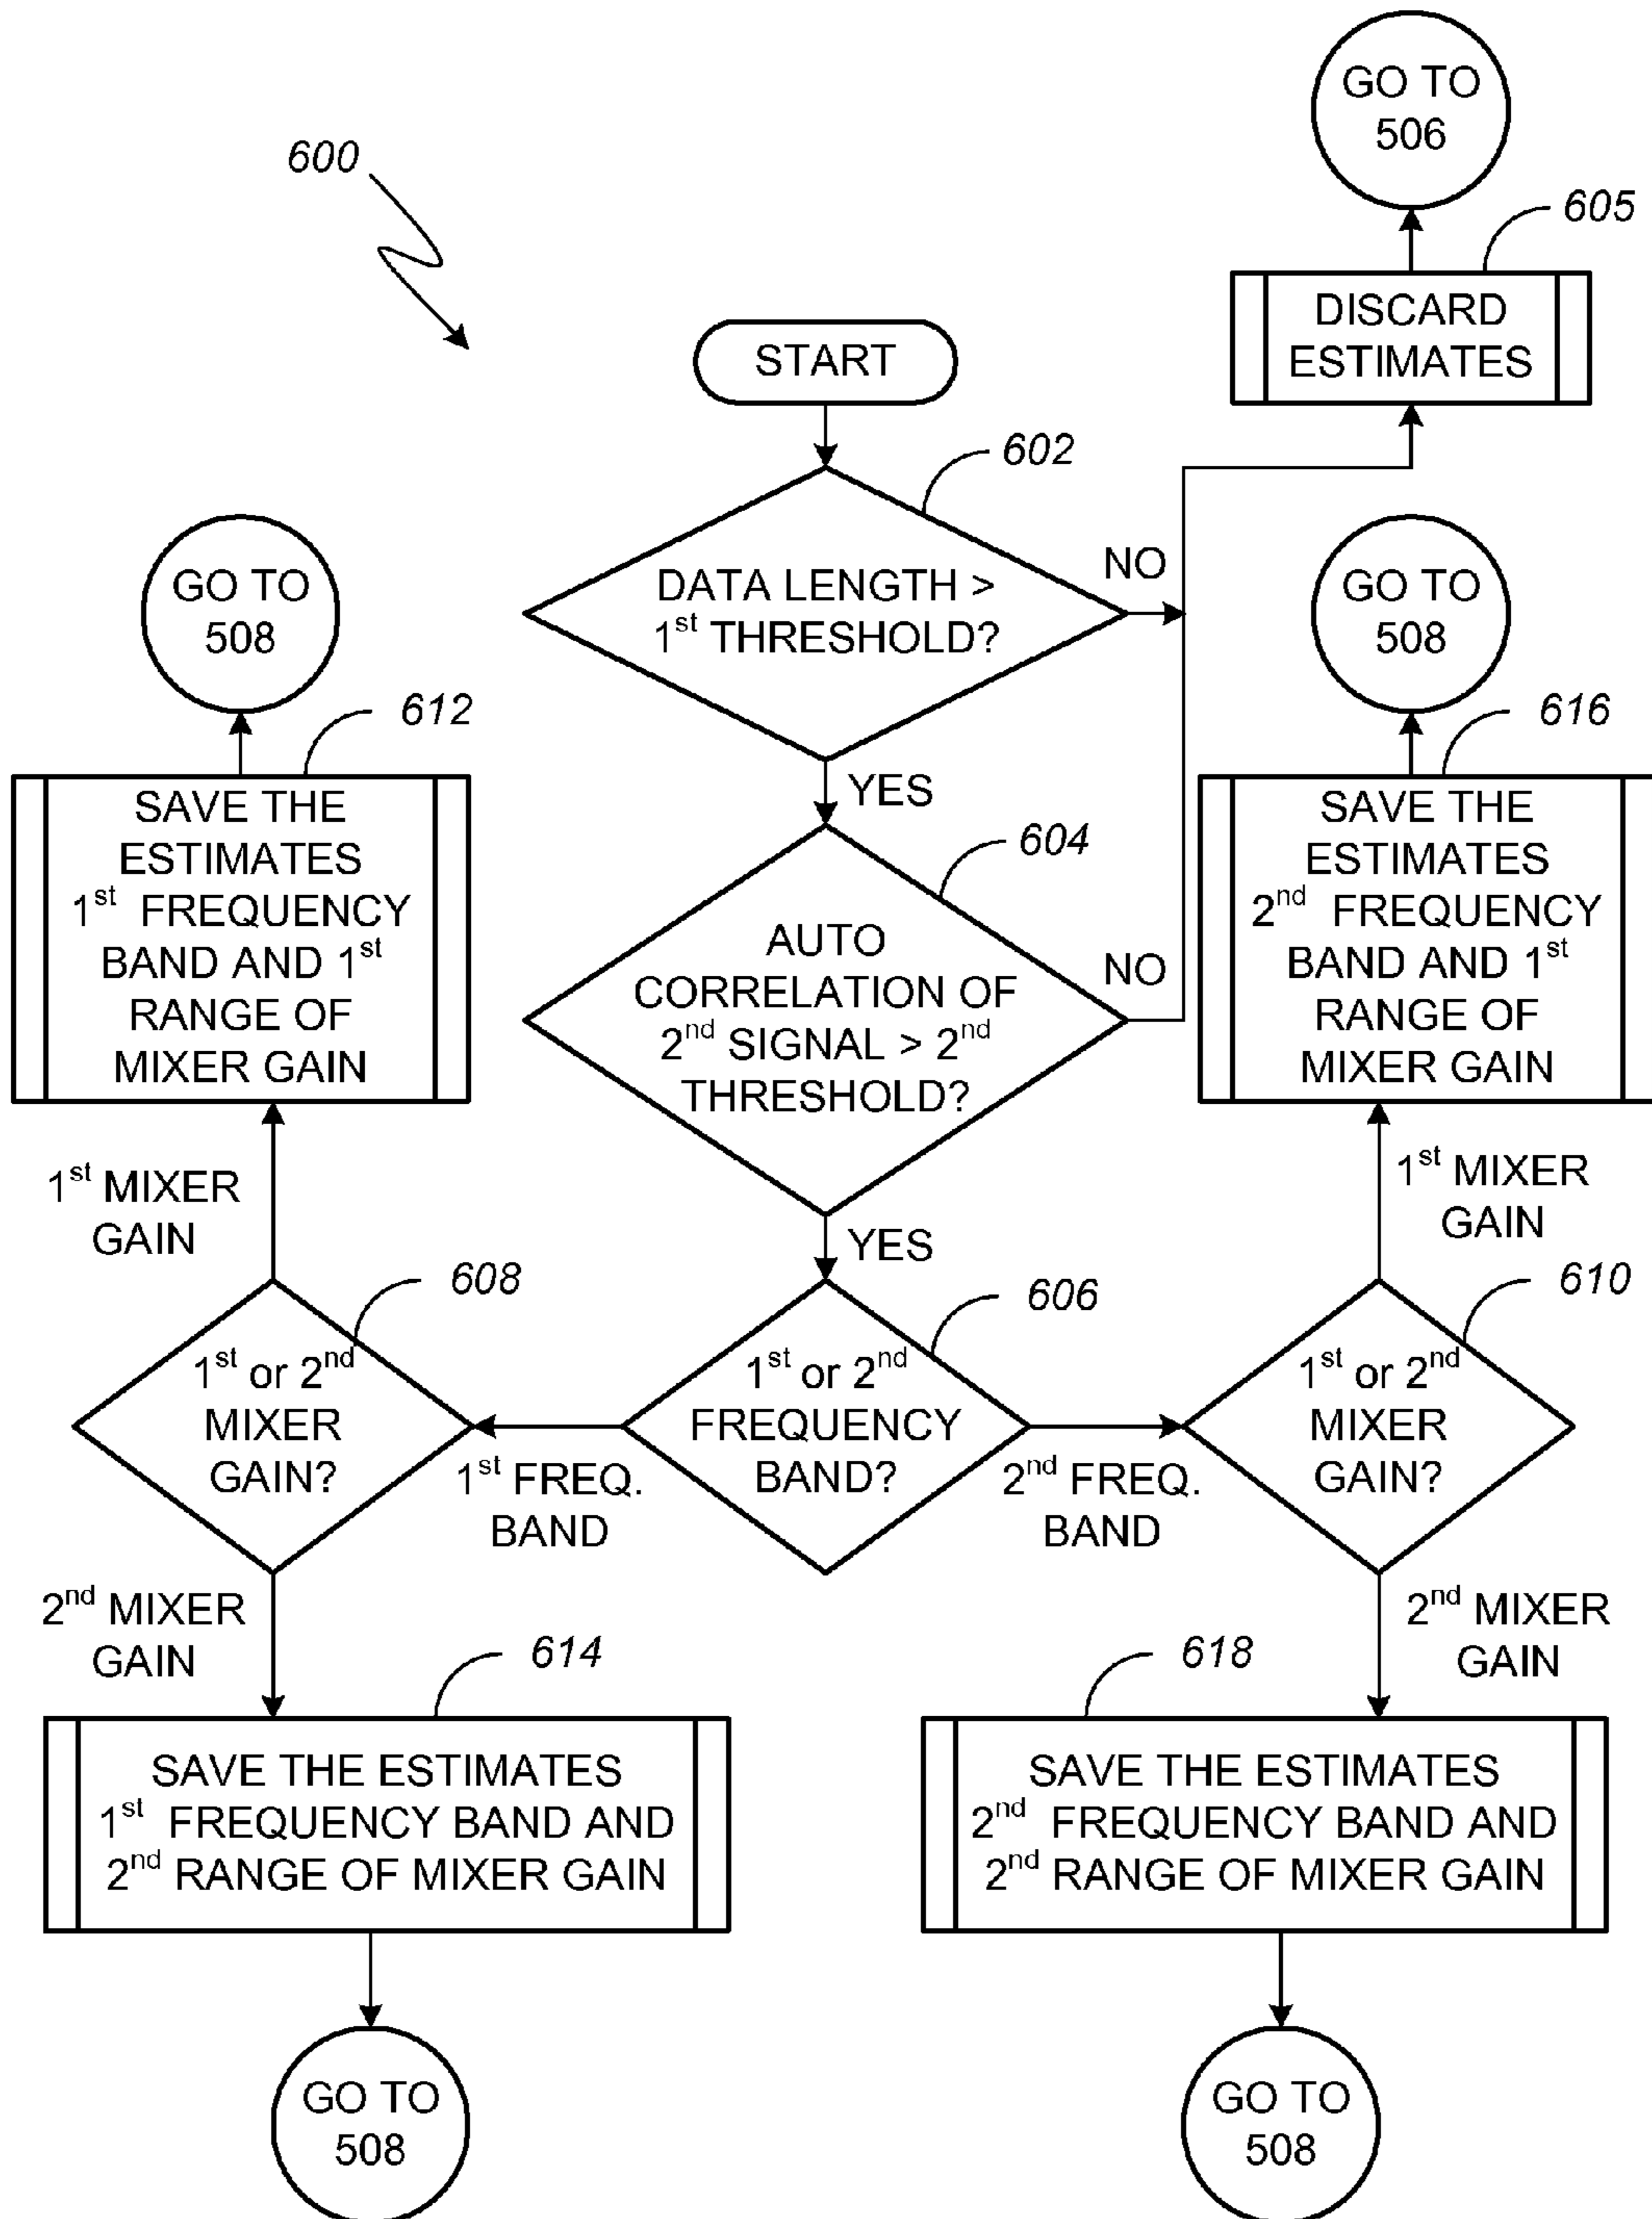 GO TO
506
600
605
DISCARD
ESTIMATES
START
602
DATA LENGTH >
1st THRESHOLD?
NO
YES
GO TO
508
GO TO
508
612
SAVE THE
ESTIMATES
1st FREQUENCY
BAND AND 1st
RANGE OF
MIXER GAIN
604
AUTO
CORRELATION OF
2nd SIGNAL > 2nd
THRESHOLD?
NO
YES
616
SAVE THE
ESTIMATES
2nd FREQUENCY
BAND AND 1st
RANGE OF
MIXER GAIN
1st MIXER
GAIN
1st MIXER
GAIN
608
1st or 2nd
MIXER
GAIN?
606
1st or 2nd
FREQUENCY
BAND?
1st FREQ.
BAND
2nd FREQ.
BAND
610
1st or 2nd
MIXER
GAIN?
2nd MIXER
GAIN
2nd MIXER
GAIN
614
SAVE THE ESTIMATES
1st FREQUENCY BAND AND
2nd RANGE OF MIXER GAIN
618
SAVE THE ESTIMATES
2nd FREQUENCY BAND AND
2nd RANGE OF MIXER GAIN
GO TO
508
GO TO
508